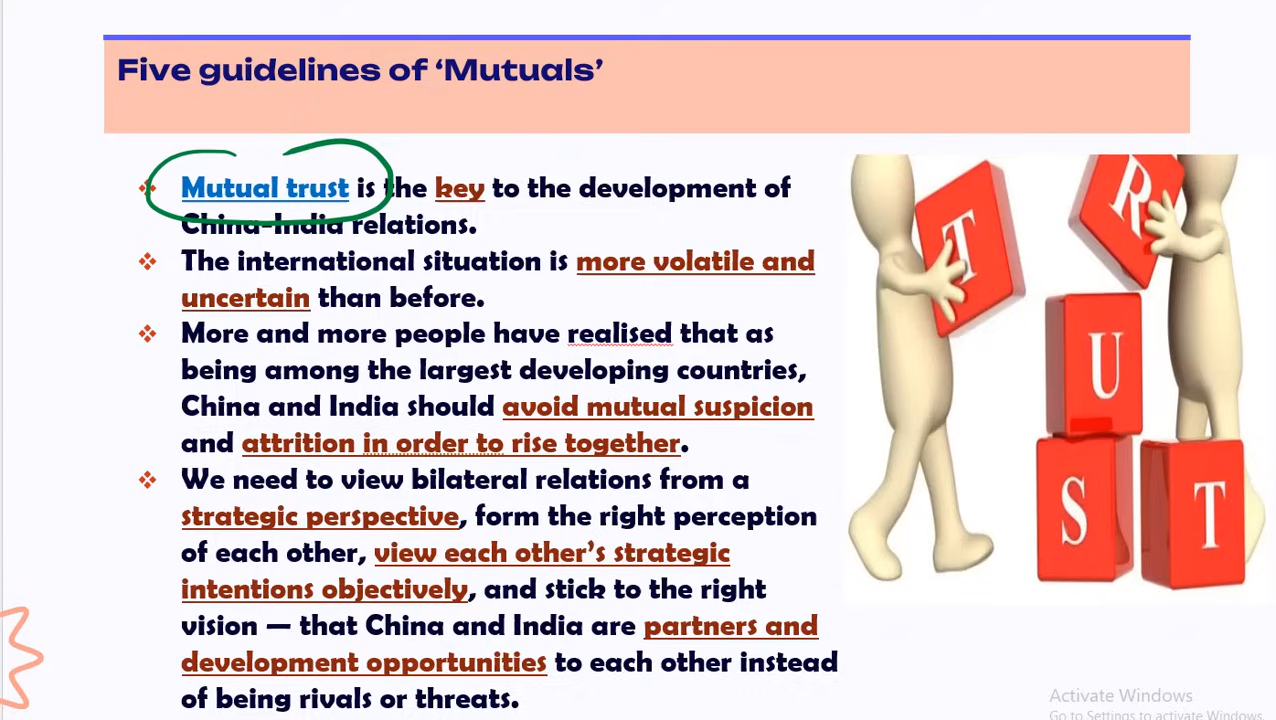 Five guidelines of ‘Mutuals’
Mutual trust is the key to the development of
China-India relations.
The international situation is more volatile and
uncertain than before.
More and more people have realised that as
being among the largest developing countries,
China and India should avoid mutual suspicion
and attrition in order to rise together.
We need to view bilateral relations from a
strategic perspective, form the right perception
of each other, view each other’s strategic
intentions objectively, and stick to the right
vision — that China and India are partners and
development opportunities to each other instead
of being rivals or threats.
T
R
U
S
T
Activate Windows
Go to Settings to activate Windows.